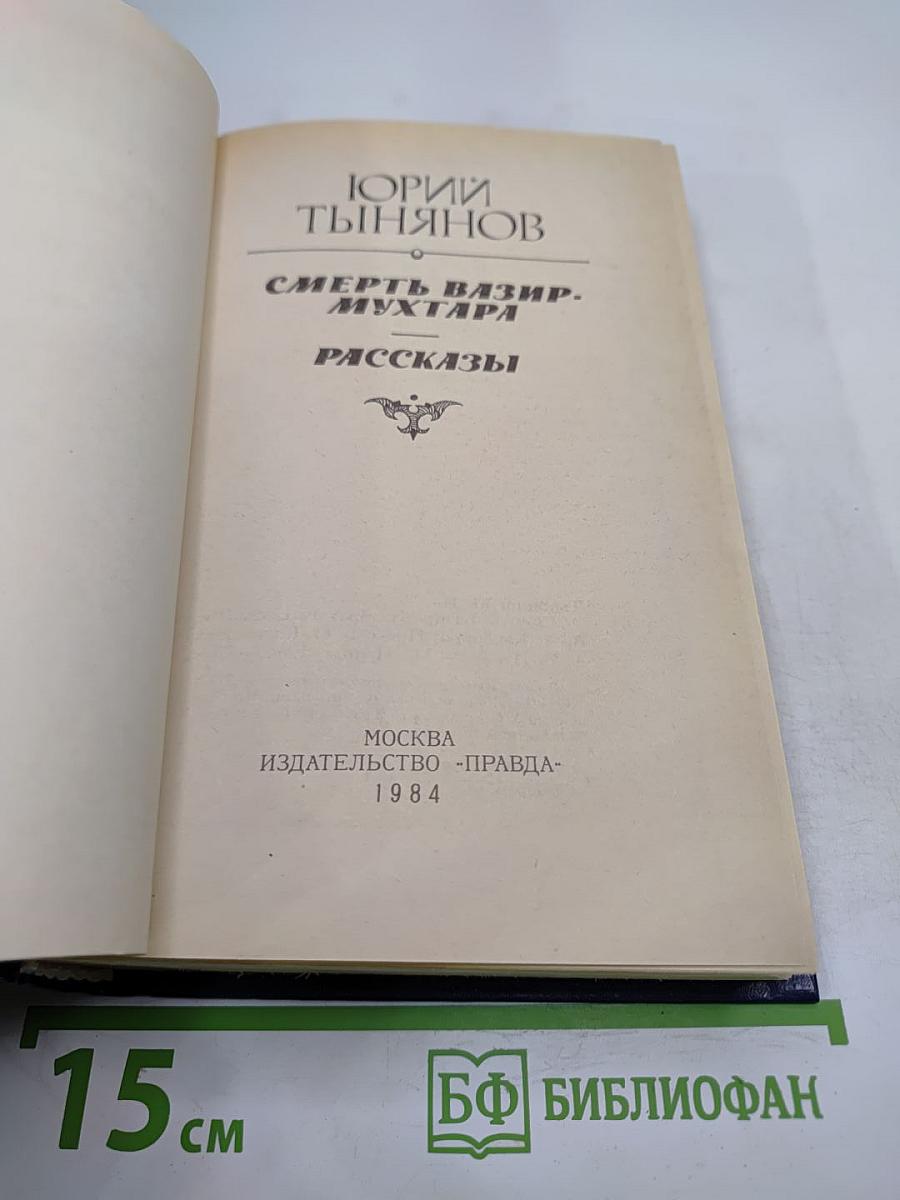 ЮРИЙ
ТЫНЯНОВ
СМЕРТЬ ВАЗИР-
МУХТАРА
РАССКАЗЫ
МОСКВА
ИЗДАТЕЛЬСТВО «ПРАВДА»
1984
15 см
БФ БИБЛИОФАН